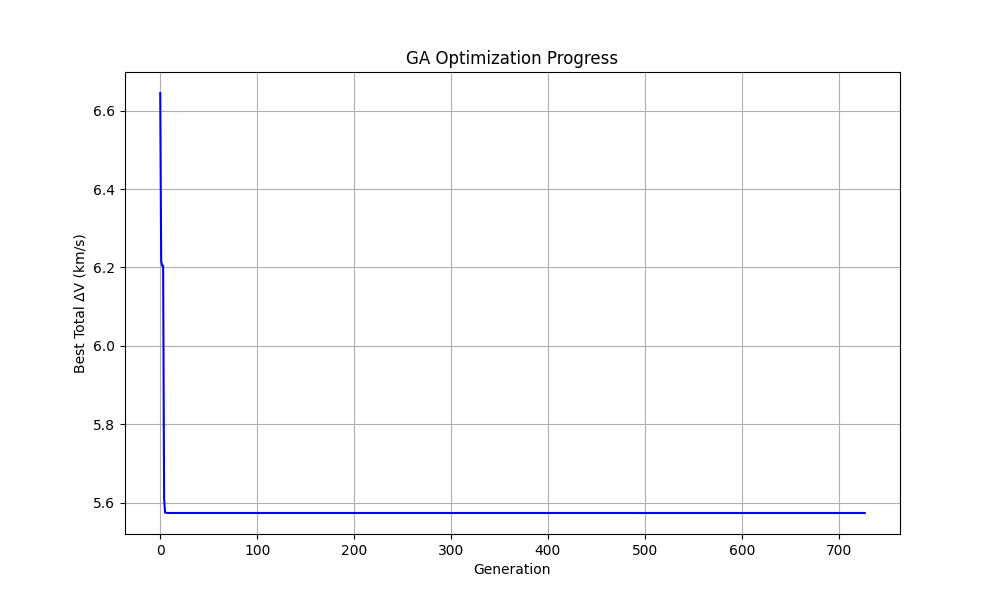 GA Optimization Progress
Best Total ΔV (km/s)
6.6
6.4
6.2
6.0
5.8
5.6
0 100 200 300 400 500 600 700
Generation